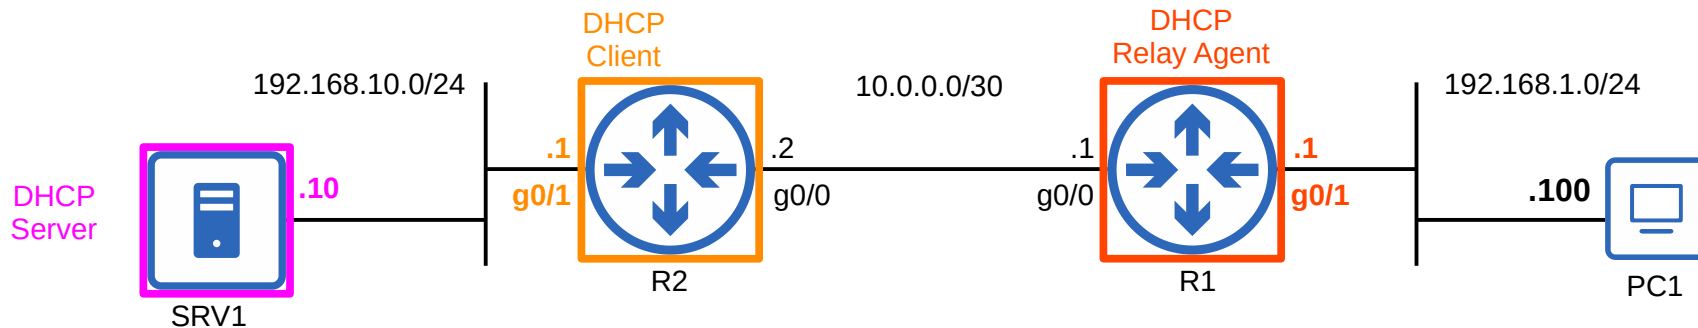 DHCP
Client
DHCP
Relay Agent
192.168.10.0/24
10.0.0.0/30
192.168.1.0/24
.1
.2
.1
.1
DHCP
Server
.10
g0/1
g0/0
g0/0
g0/1
.100
R2
R1
PC1
SRV1